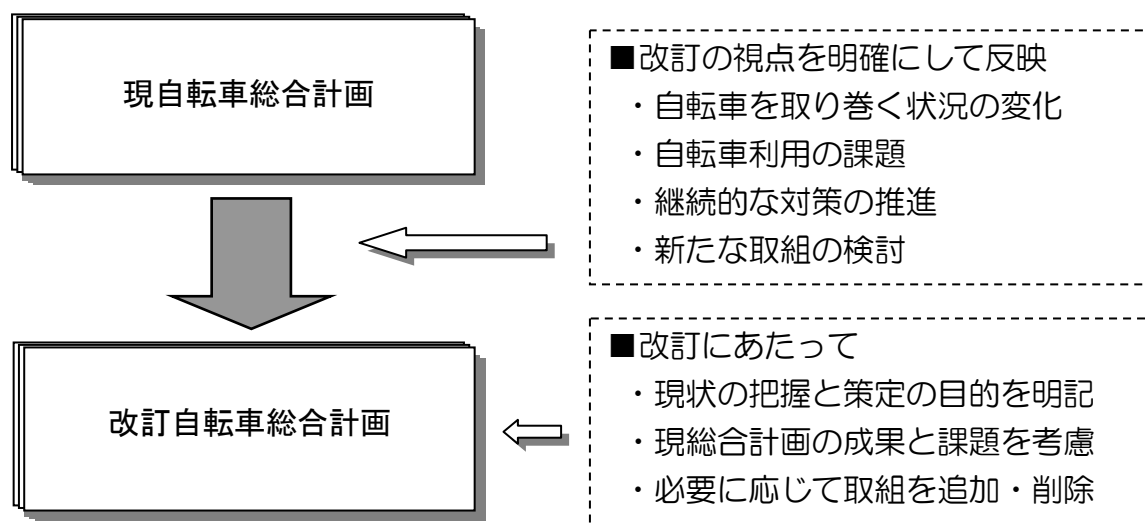 現自転車総合計画
■改訂の視点を明確にして反映
・自転車を取り巻く状況の変化
・自転車利用の課題
・継続的な対策の推進
・新たな取組の検討
改訂自転車総合計画
■改訂にあたって
・現状の把握と策定の目的を明記
・現総合計画の成果と課題を考慮
・必要に応じて取組を追加・削除